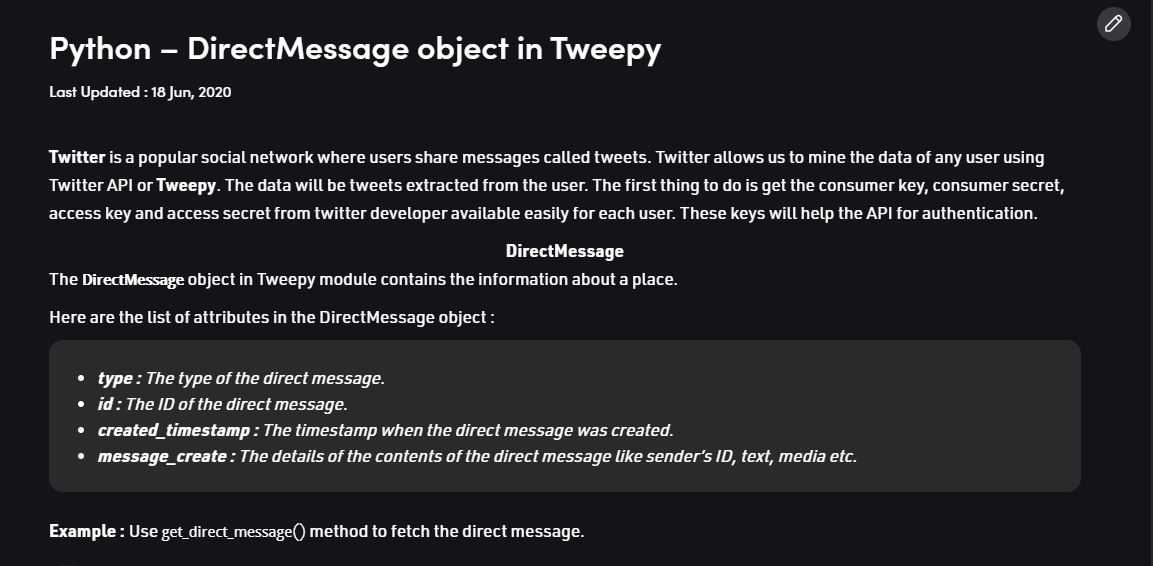 Python – DirectMessage object in Tweepy
Last Updated : 18 Jun, 2020
Twitter is a popular social network where users share messages called tweets. Twitter allows us to mine the data of any user using
Twitter API or Tweepy. The data will be tweets extracted from the user. The first thing to do is get the consumer key, consumer secret,
access key and access secret from twitter developer available easily for each user. These keys will help the API for authentication.
DirectMessage
The DirectMessage object in Tweepy module contains the information about a place.
Here are the list of attributes in the DirectMessage object :
• type : The type of the direct message.
• id : The ID of the direct message.
• created_timestamp : The timestamp when the direct message was created.
• message_create : The details of the contents of the direct message like sender's ID, text, media etc.
Example : Use get_direct_message() method to fetch the direct message.